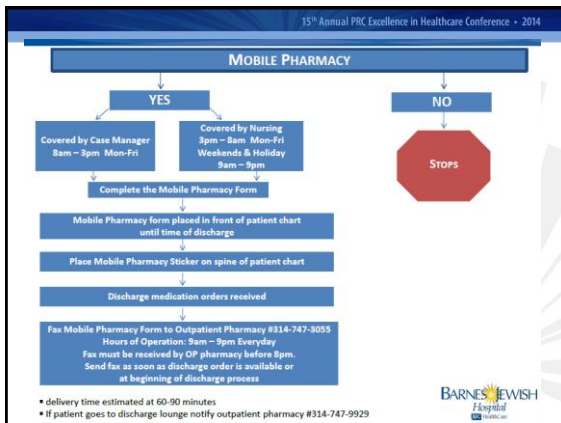 15th Annual PRC Excellence in Healthcare Conference • 2014
MOBILE PHARMACY
YES
NO
Covered by Case Manager
8am – 3pm Mon-Fri
Covered by Nursing
3pm – 8am Mon-Fri
Weekends & Holiday
9am – 9pm
STOPS
Complete the Mobile Pharmacy Form
Mobile Pharmacy form placed in front of patient chart
until time of discharge
Place Mobile Pharmacy Sticker on spine of patient chart
Discharge medication orders received
Fax Mobile Pharmacy Form to Outpatient Pharmacy #314-747-3055
Hours of Operation: 9am – 9pm Everyday
Fax must be received by OP pharmacy before 8pm.
Send fax as soon as discharge order is available or
at beginning of discharge process
▪ delivery time estimated at 60-90 minutes
▪ If patient goes to discharge lounge notify outpatient pharmacy #314-747-9929
BARNES JEWISH
Hospital
BJC HealthCare